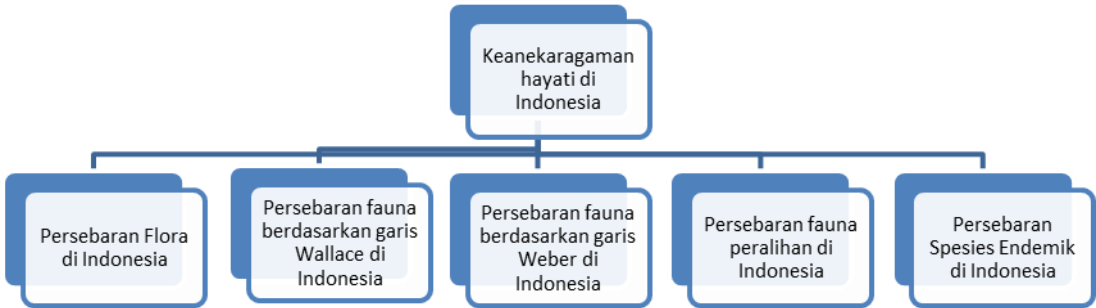 Keanekaragaman
hayati di
Indonesia
Persebaran Flora
di Indonesia
Persebaran fauna
berdasarkan garis
Wallace di
Indonesia
Persebaran fauna
berdasarkan garis
Weber di
Indonesia
Persebaran fauna
peralihan di
Indonesia
Persebaran
Spesies Endemik
di Indonesia